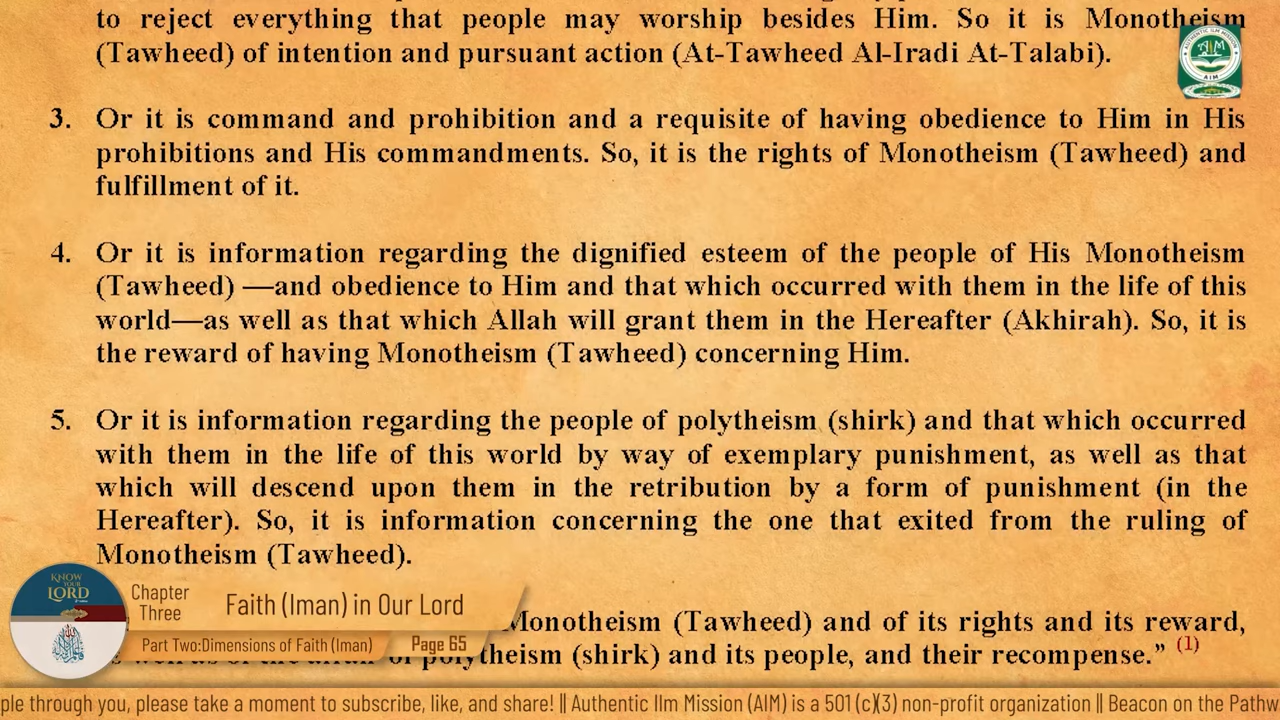 to reject everything that people may worship besides Him. So it is Monotheism
(Tawheed) of intention and pursuant action (At-Tawheed Al-Iradi At-Talabi).
AUTHENTIC ILM MISSION
AIM
3. Or it is command and prohibition and a requisite of having obedience to Him in His
prohibitions and His commandments. So, it is the rights of Monotheism (Tawheed) and
fulfillment of it.
4. Or it is information regarding the dignified esteem of the people of His Monotheism
(Tawheed) —and obedience to Him and that which occurred with them in the life of this
world—as well as that which Allah will grant them in the Hereafter (Akhirah). So, it is
the reward of having Monotheism (Tawheed) concerning Him.
5. Or it is information regarding the people of polytheism (shirk) and that which occurred
with them in the life of this world by way of exemplary punishment, as well as that
which will descend upon them in the retribution by a form of punishment (in the
Hereafter). So, it is information concerning the one that exited from the ruling of
Monotheism (Tawheed).
Monotheism (Tawheed) and of its rights and its reward,
polytheism (shirk) and its people, and their recompense.” (1)
KNOW
YOUR
LORD
Chapter
Three
Faith (Iman) in Our Lord
Part Two:Dimensions of Faith (Iman)
Page 65
ple through you, please take a moment to subscribe, like, and share! || Authentic Ilm Mission (AIM) is a 501 (c)(3) non-profit organization || Beacon on the Pathw